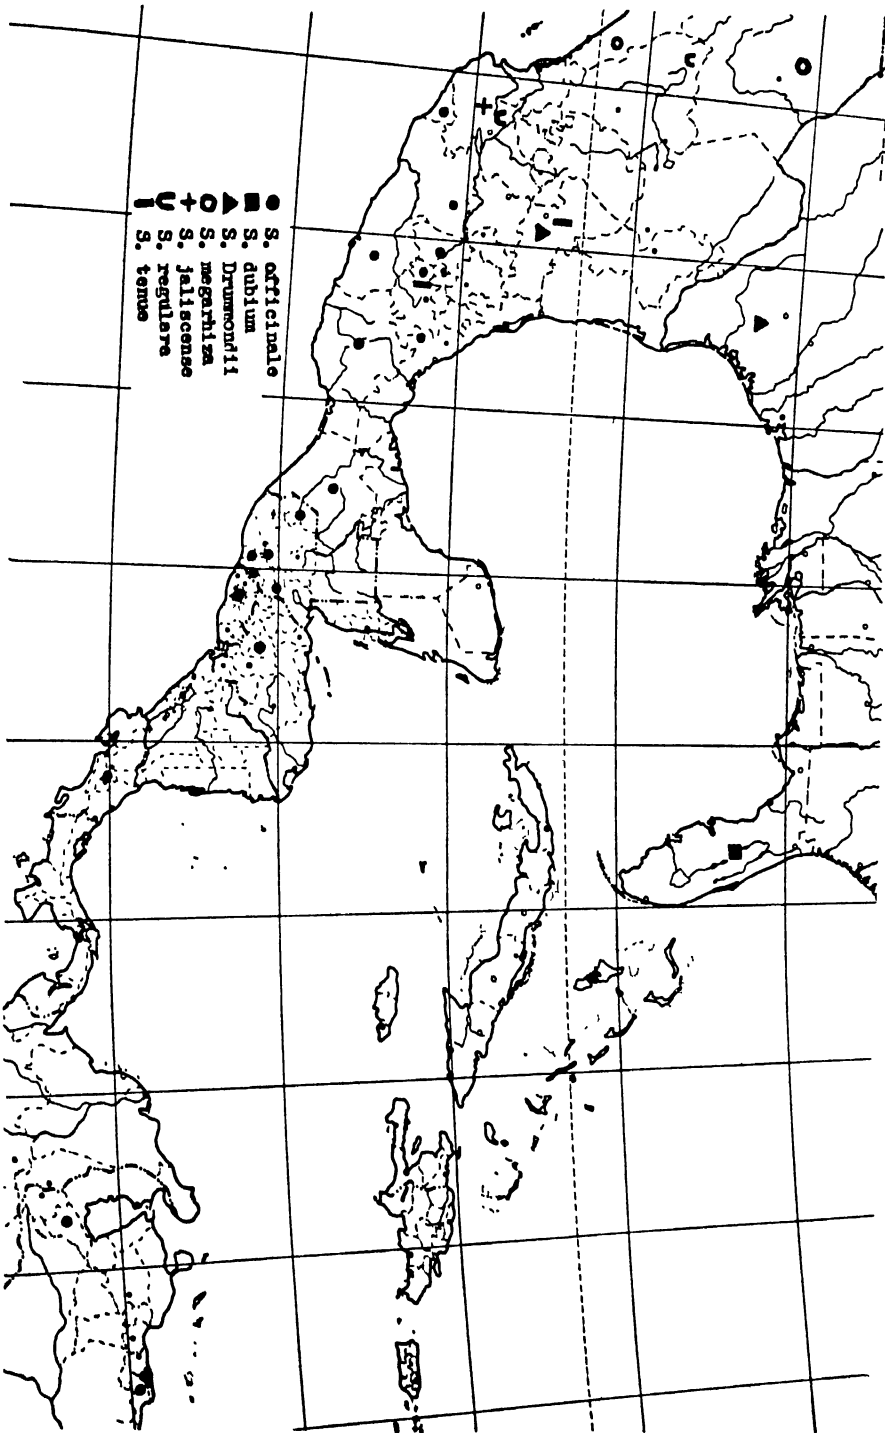 S. officinale
S. dubium
S. Drummondii
S. megarhiza
S. jaliscense
S. regulare
S. tenue